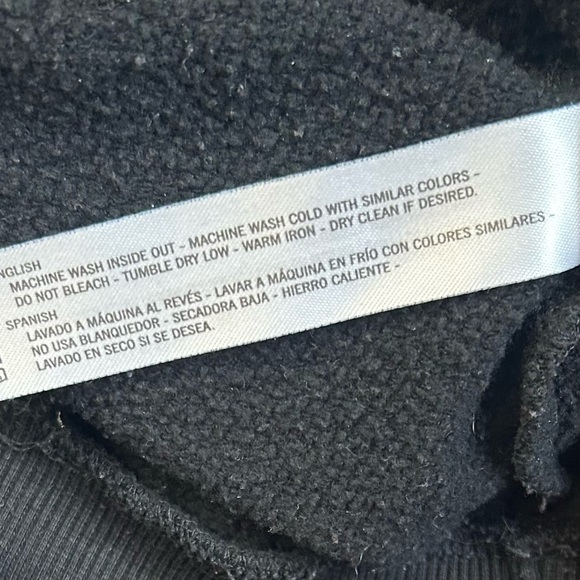 ENGLISH
MACHINE WASH INSIDE OUT - MACHINE WASH COLD WITH SIMILAR COLORS -
DO NOT BLEACH - TUMBLE DRY LOW - WARM IRON - DRY CLEAN IF DESIRED.
SPANISH
LAVADO A MÁQUINA AL REVÉS - LAVAR A MÁQUINA EN FRÍO CON COLORES SIMILARES -
NO USA BLANQUEDOR - SECADORA BAJA - HIERRO CALIENTE -
LAVADO EN SECO SI SE DESEA.